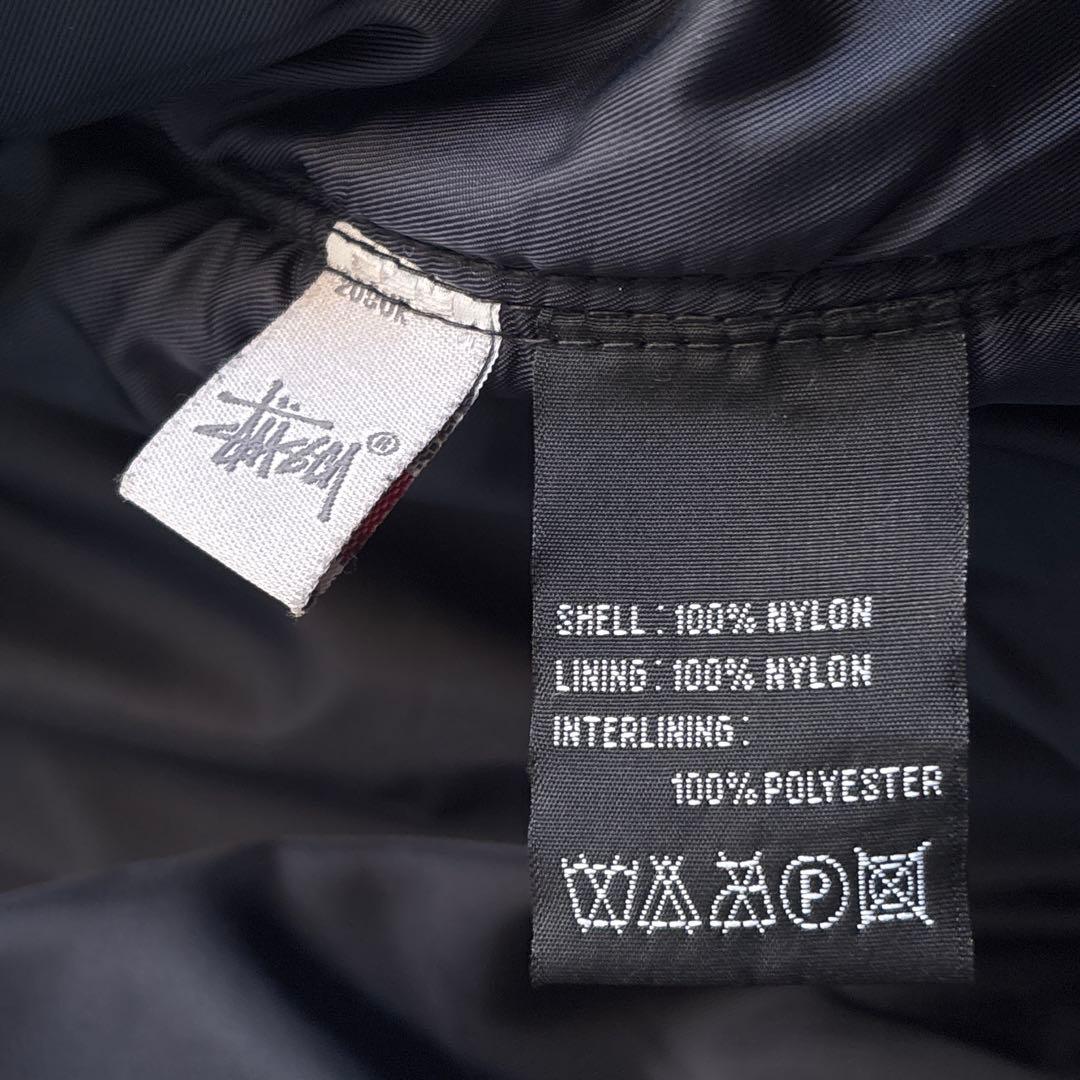 Stüssy®
SHELL : 100% NYLON
LINING : 100% NYLON
INTERLINING :
100% POLYESTER
P